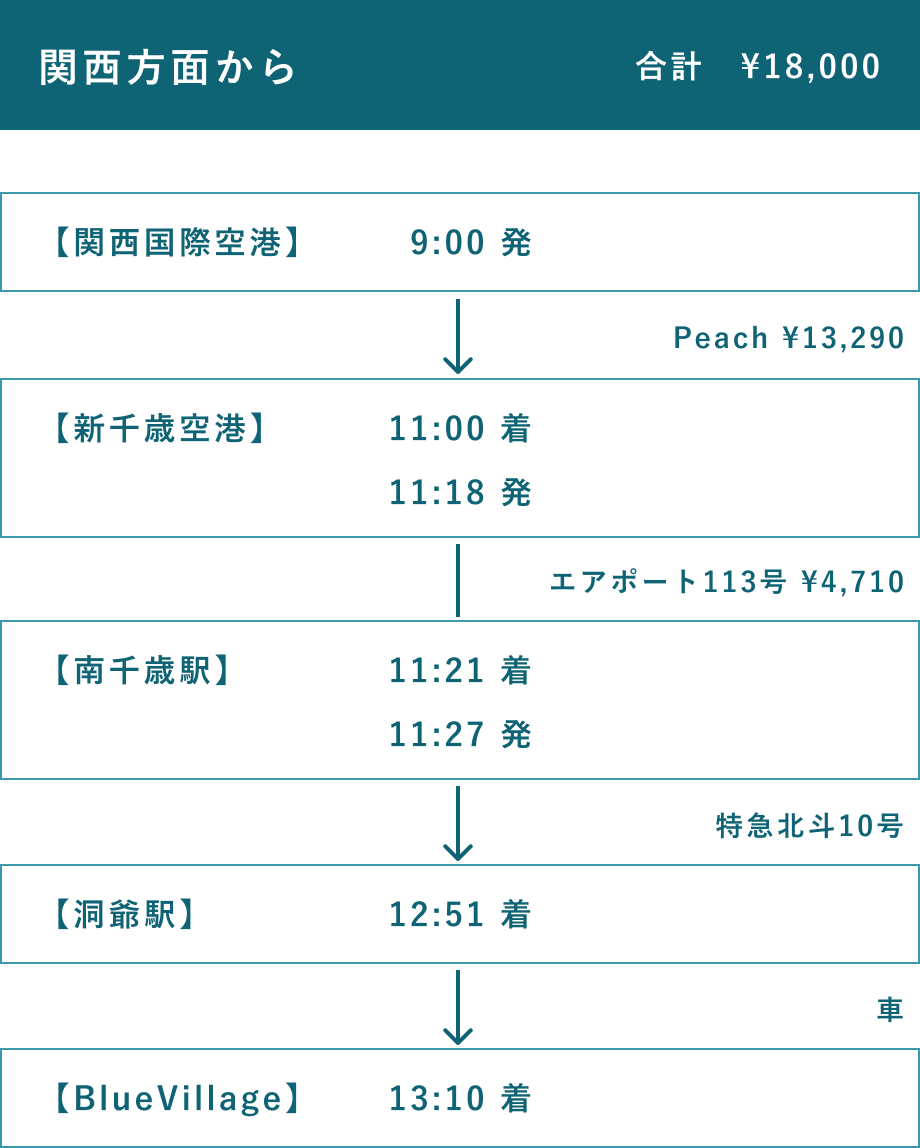 関西方面から　合計　¥18,000
【関西国際空港】　9:00 発
Peach ¥13,290
【新千歳空港】　11:00 着
11:18 発
エアポート113号 ¥4,710
【南千歳駅】　11:21 着
11:27 発
特急北斗10号
【洞爺駅】　12:51 着
車
【BlueVillage】　13:10 着